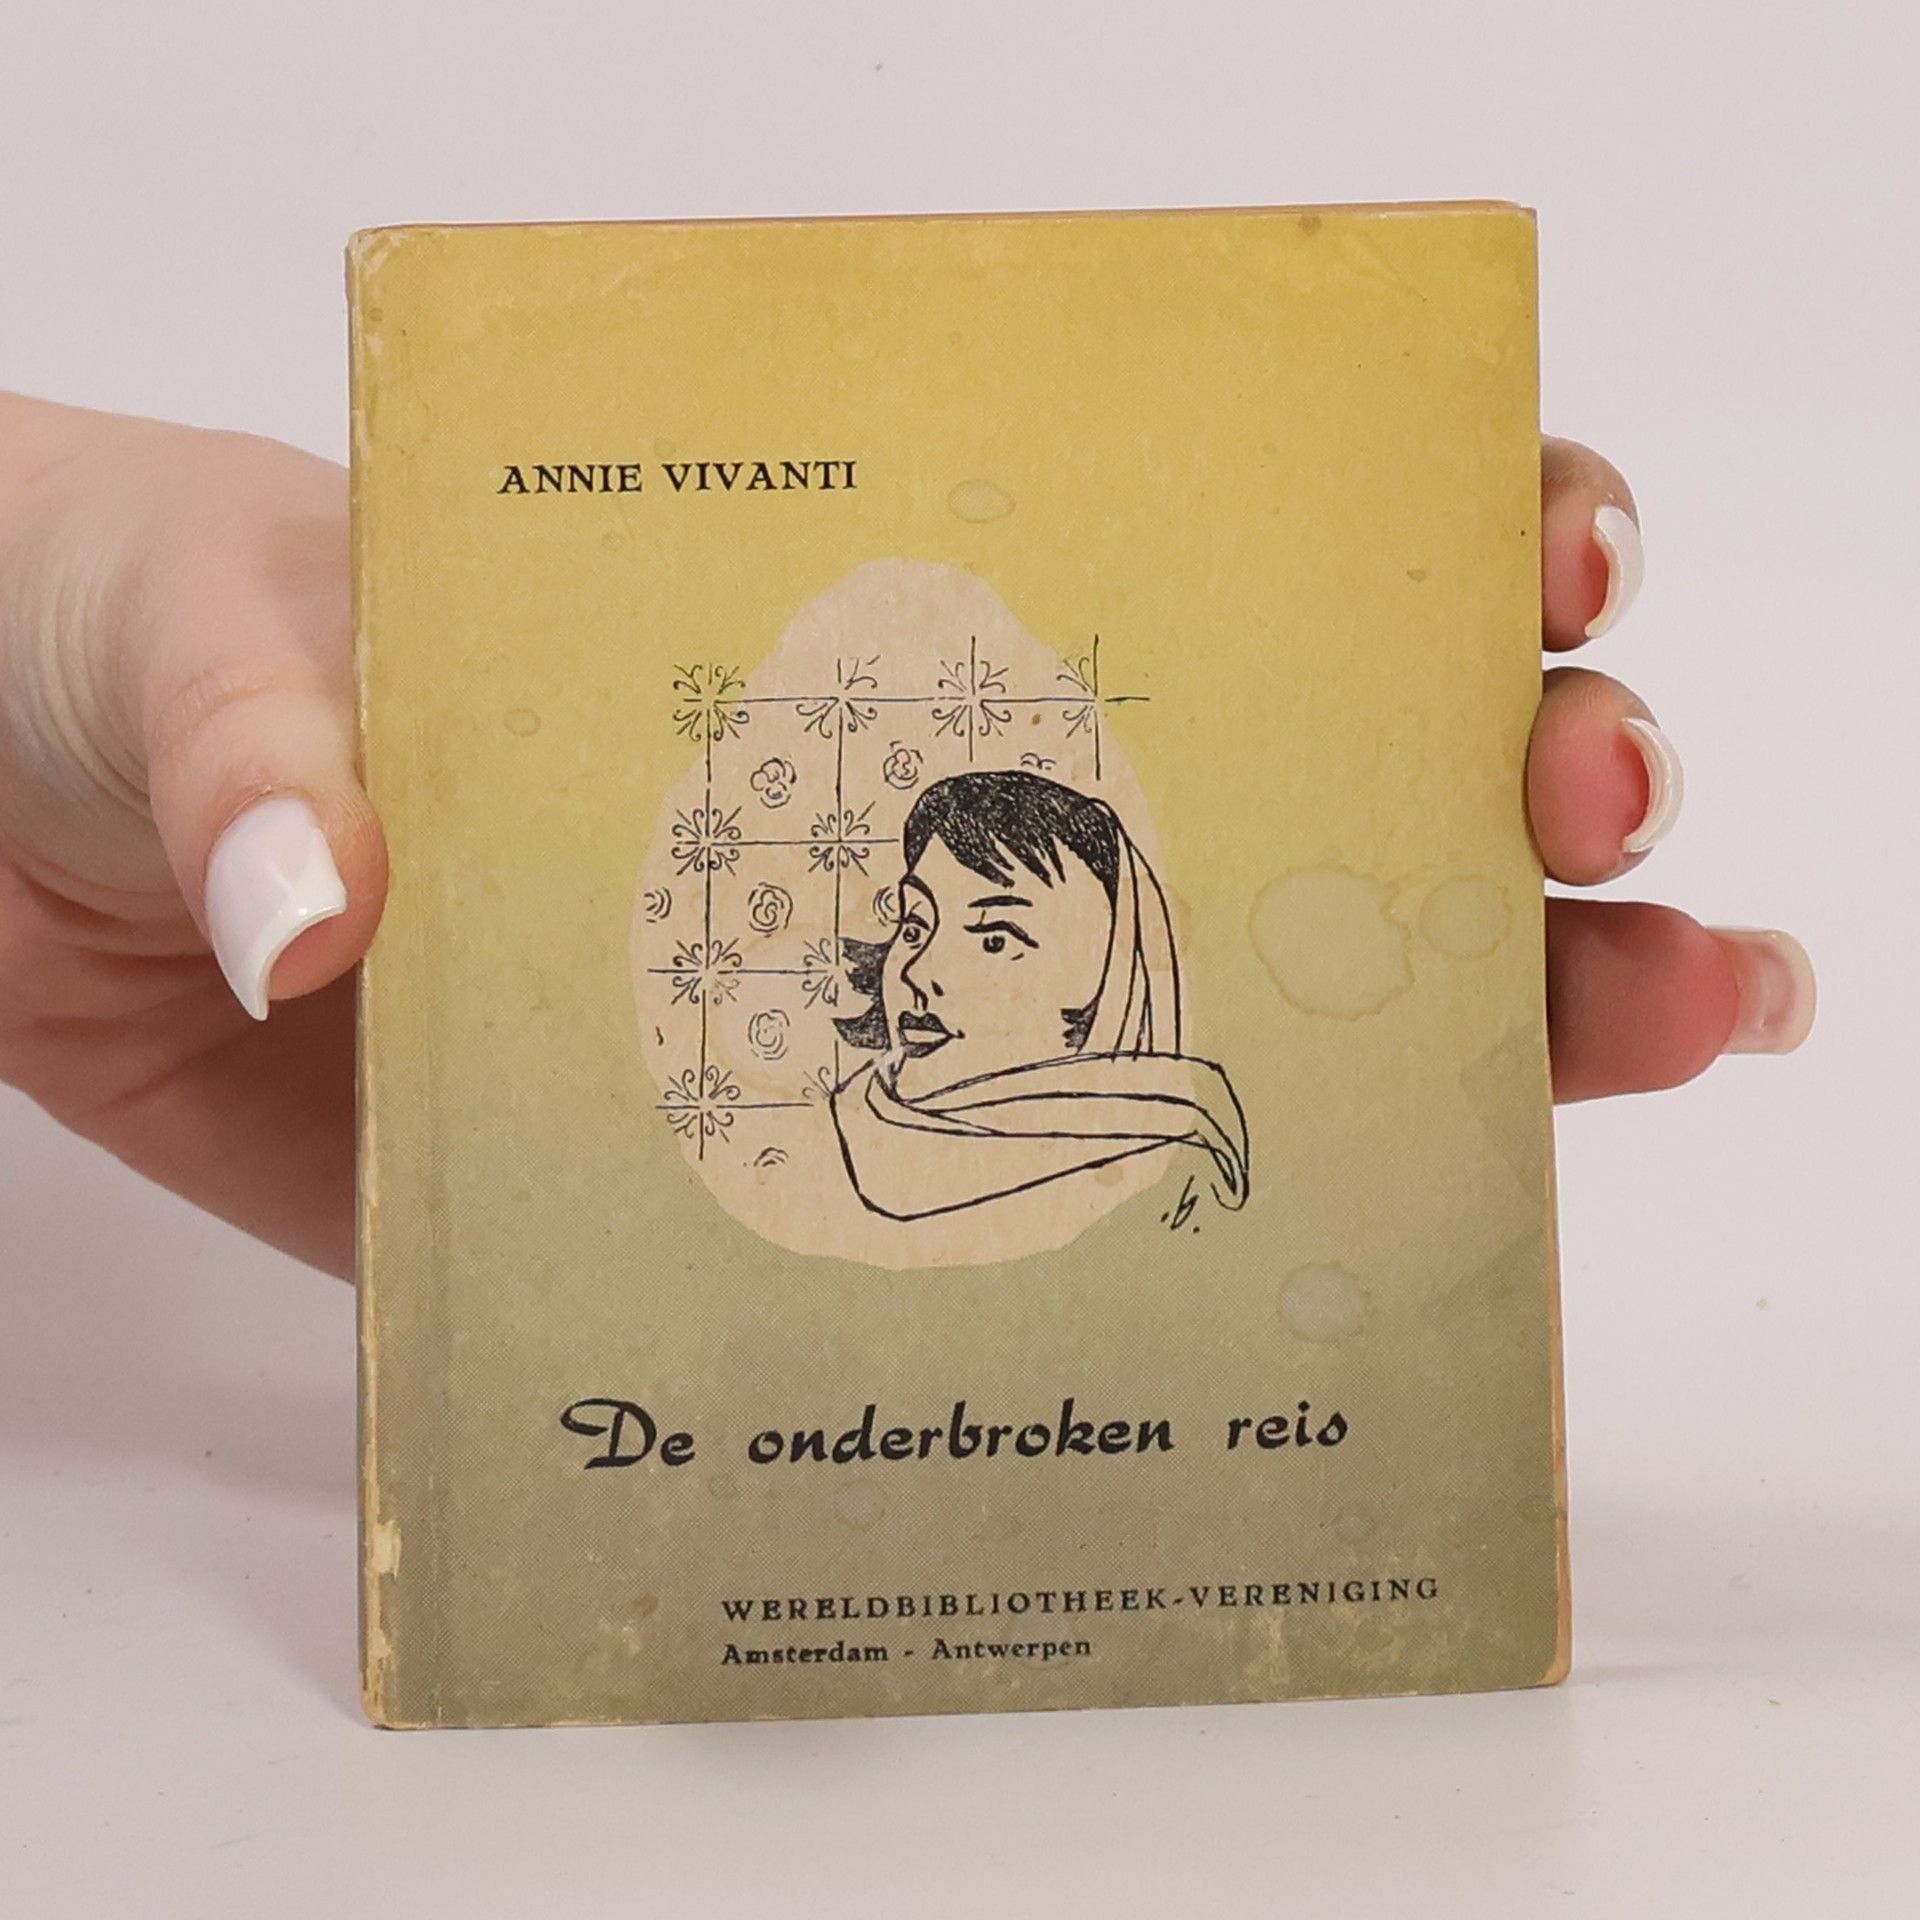 ANNIE VIVANTI
.b.
De onderbroken reis
WERELDBIBLIOTHEEK-VERENIGING
Amsterdam - Antwerpen